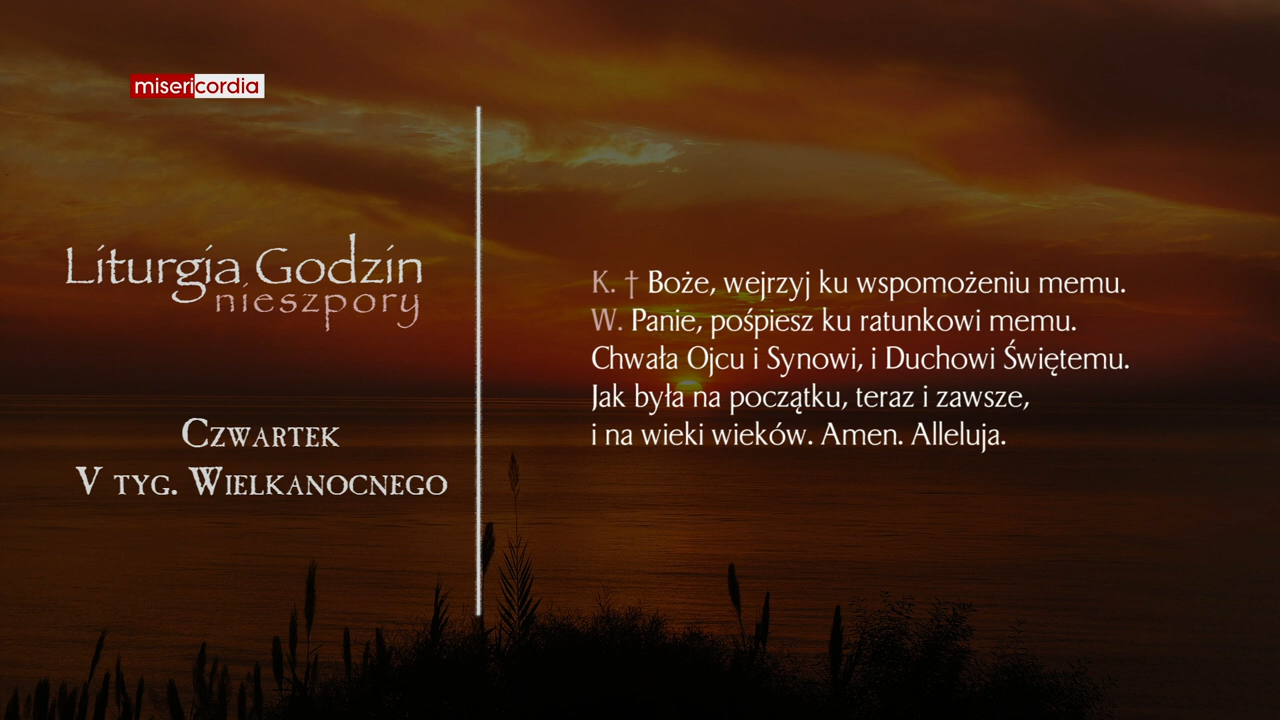 misericordia
Liturgia Godzin
nieszpory
Czwartek
V tyg. Wielkanocnego
K. † Boże, wejrzyj ku wspomożeniu memu.
W. Panie, pośpiesz ku ratunkowi memu.
Chwała Ojcu i Synowi, i Duchowi Świętemu.
Jak była na początku, teraz i zawsze,
i na wieki wieków. Amen. Alleluja.